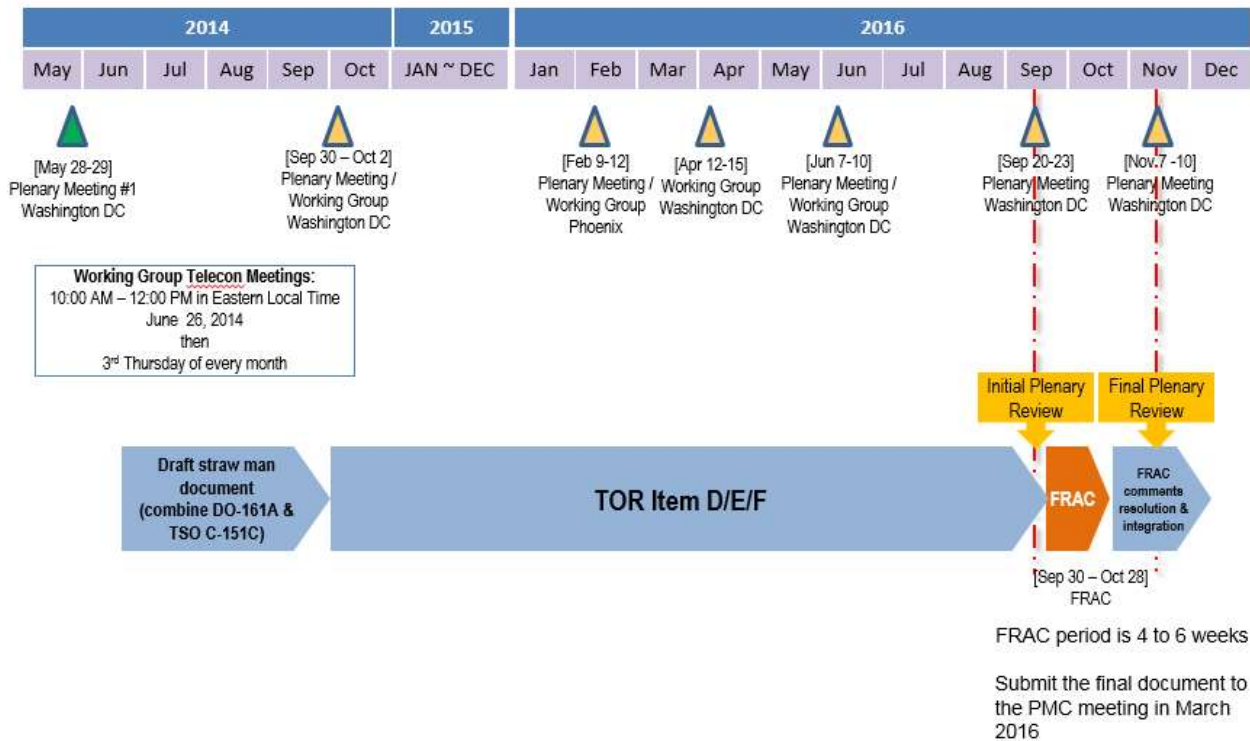 2014 2015 2016
May Jun Jul Aug Sep Oct JAN ~ DEC Jan Feb Mar Apr May Jun Jul Aug Sep Oct Nov Dec
[May 28-29]
Plenary Meeting #1
Washington DC
[Sep 30 – Oct 2]
Plenary Meeting /
Working Group
Washington DC
[Feb 9-12]
Plenary Meeting /
Working Group
Phoenix
[Apr 12-15]
Working Group
Washington DC
[Jun 7-10]
Plenary Meeting /
Working Group
Washington DC
[Sep 20-23]
Plenary Meeting
Washington DC
[Nov.7 -10]
Plenary Meeting
Washington DC
Working Group Telecon Meetings:
10:00 AM – 12:00 PM in Eastern Local Time
June 26, 2014
then
3rd Thursday of every month
Initial Plenary
Review
Final Plenary
Review
Draft straw man
document
(combine DO-161A &
TSO C-151C)
TOR Item D/E/F
FRAC
FRAC
comments
resolution &
integration
[Sep 30 – Oct 28]
FRAC
FRAC period is 4 to 6 weeks
Submit the final document to
the PMC meeting in March
2016